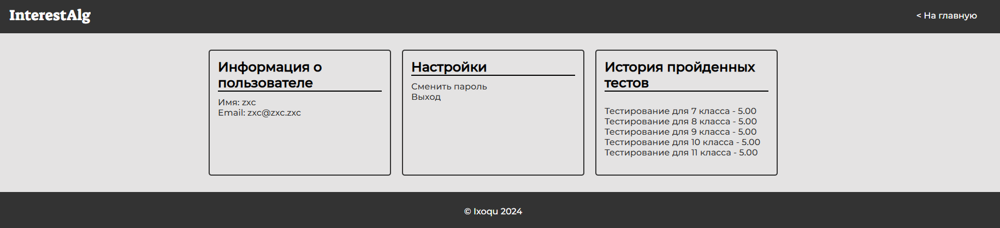 InterestAlg
< На главную
Информация о
пользователе
Имя: zxc
Email: zxc@zxc.zxc
Настройки
Сменить пароль
Выход
История пройденных
тестов
Тестирование для 7 класса - 5.00
Тестирование для 8 класса - 5.00
Тестирование для 9 класса - 5.00
Тестирование для 10 класса - 5.00
Тестирование для 11 класса - 5.00
© Ixoqu 2024